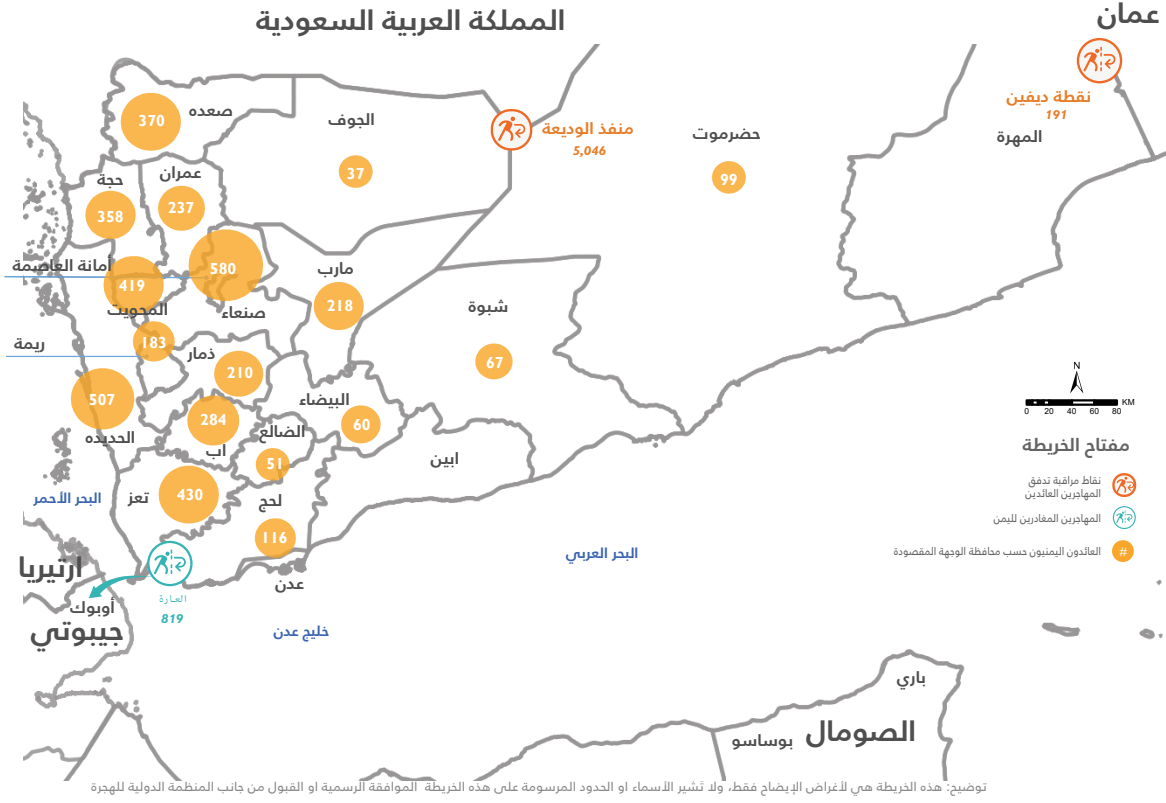 المملكة العربية السعودية
عمان
نقطة ديفين
191
المهرة
صعده
370
الجوف
37
منفذ الوديعة
5,046
حضرموت
99
حجة
358
عمران
237
أمانة العاصمة
419
580
المحويت
صنعاء
مارب
218
شبوة
67
ريمة
183
ذمار
210
507
الحديده
284
اب
البيضاء
60
الضالع
51
ابين
تعز
430
لحج
116
عدن
البحر الأحمر
البحر العربي
خليج عدن
ارتيريا
أوبوك
جيبوتي
العارة
819
باري
الصومال
بوساسو
N
0 20 40 60 80 KM
مفتاح الخريطة
نقاط مراقبة تدفق
المهاجرين العائدين
المهاجرين المغادرين لليمن
# العائدون اليمنيون حسب محافظة الوجهة المقصودة
توضيح: هذه الخريطة هي لأغراض الإيضاح فقط، ولا تُشير الأسماء او الحدود المرسومة على هذه الخريطة الموافقة الرسمية او القبول من جانب المنظمة الدولية للهجرة